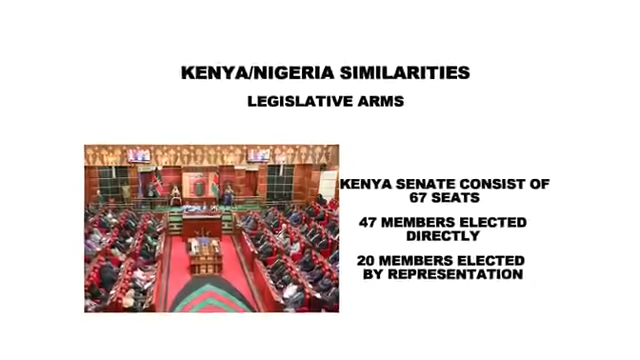 KENYA/NIGERIA SIMILARITIES
LEGISLATIVE ARMS
KENYA SENATE CONSIST OF
67 SEATS
47 MEMBERS ELECTED
DIRECTLY
20 MEMBERS ELECTED
BY REPRESENTATION